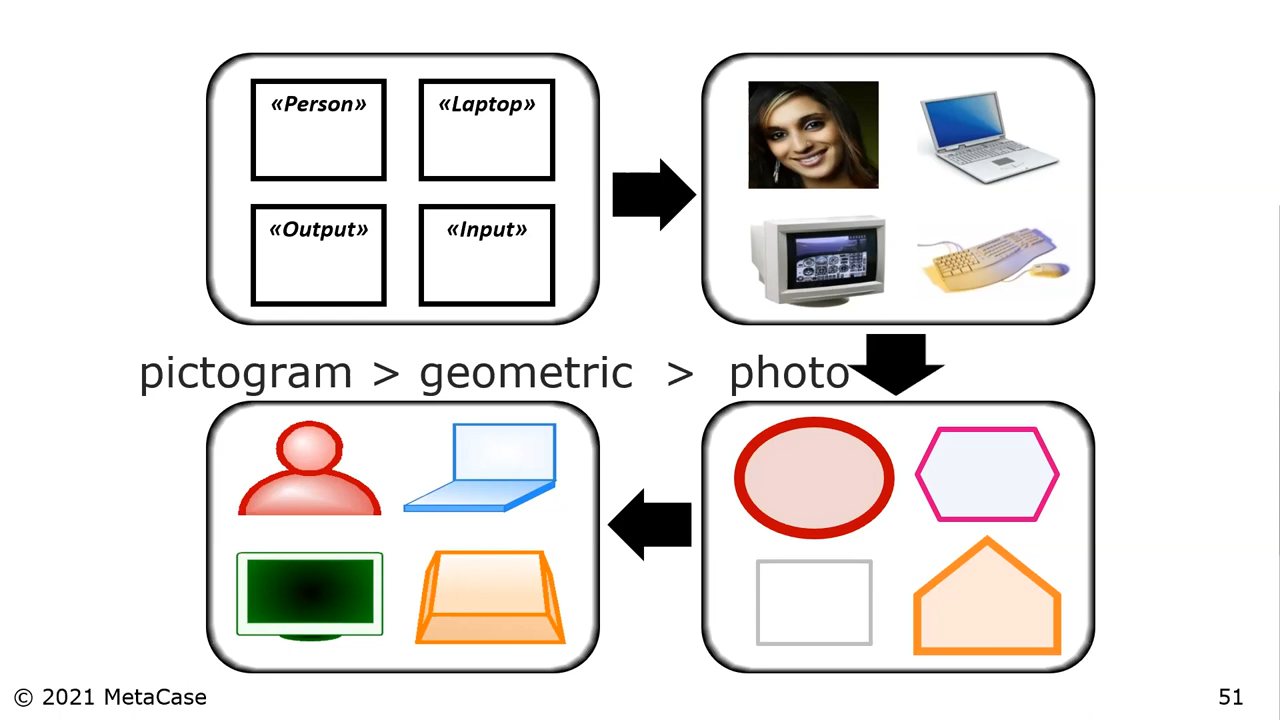 «Person» «Laptop»
«Output» «Input»
pictogram > geometric > photo
© 2021 MetaCase 51